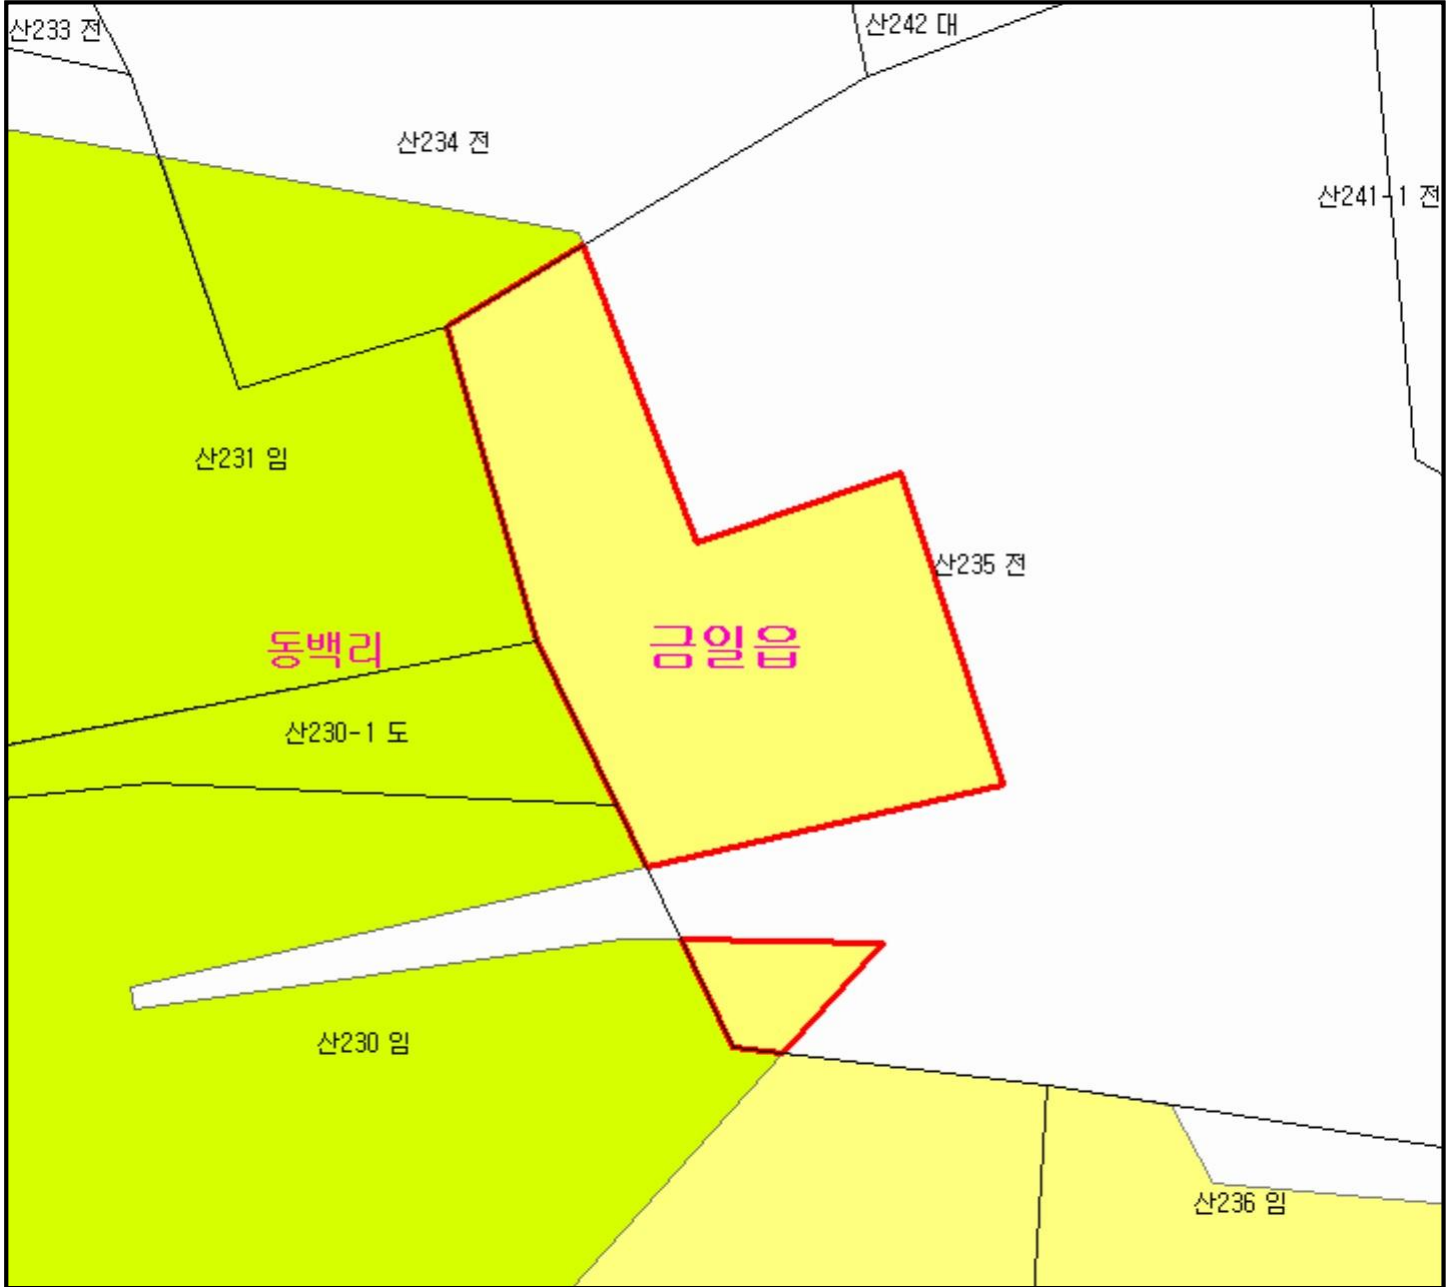 산233 전
산242 대
산234 전
산241-1 전
산231 임
산235 전
동백리
금일읍
산230-1 도
산230 임
산236 임